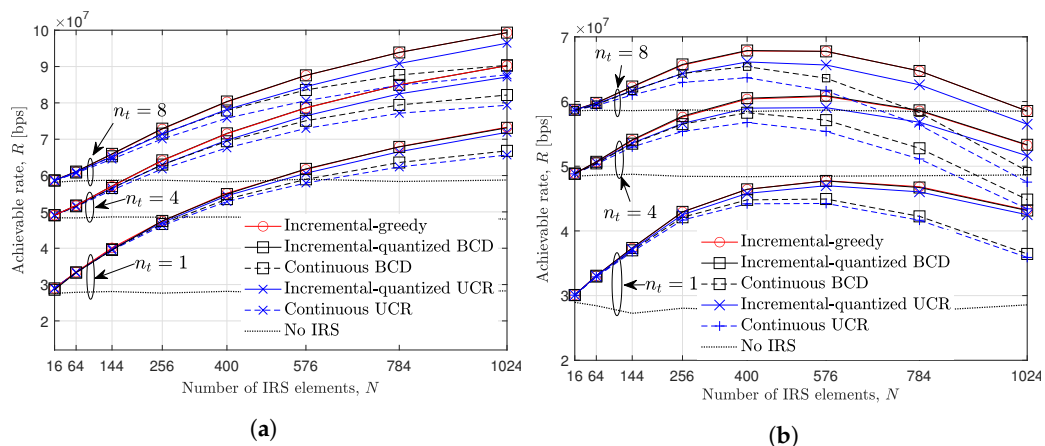 ×10⁷
10
9
8
7
6
5
4
3
2
Achievable rate, R [bps]
n_t = 8
n_t = 4
n_t = 1
Incremental-greedy
Incremental-quantized BCD
Continuous BCD
Incremental-quantized UCR
Continuous UCR
No IRS
16 64 144 256 400 576 784 1024
Number of IRS elements, N
(a)
×10⁷
7
6
5
4
3
2
Achievable rate, R [bps]
n_t = 8
n_t = 4
n_t = 1
Incremental-greedy
Incremental-quantized BCD
Continuous BCD
Incremental-quantized UCR
Continuous UCR
No IRS
16 64 144 256 400 576 784 1024
Number of IRS elements, N
(b)